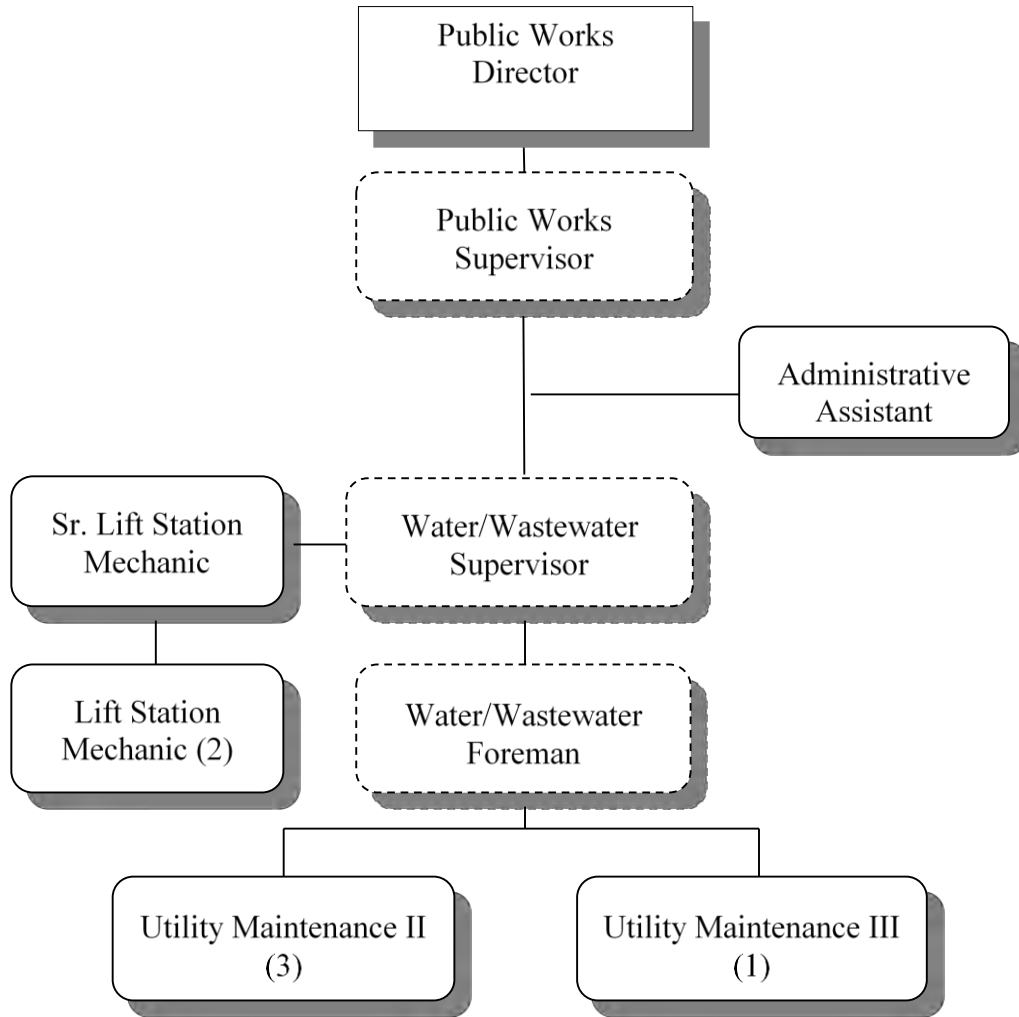 Public Works
Director
Public Works
Supervisor
Administrative
Assistant
Sr. Lift Station
Mechanic
Water/Wastewater
Supervisor
Lift Station
Mechanic (2)
Water/Wastewater
Foreman
Utility Maintenance II
(3)
Utility Maintenance III
(1)